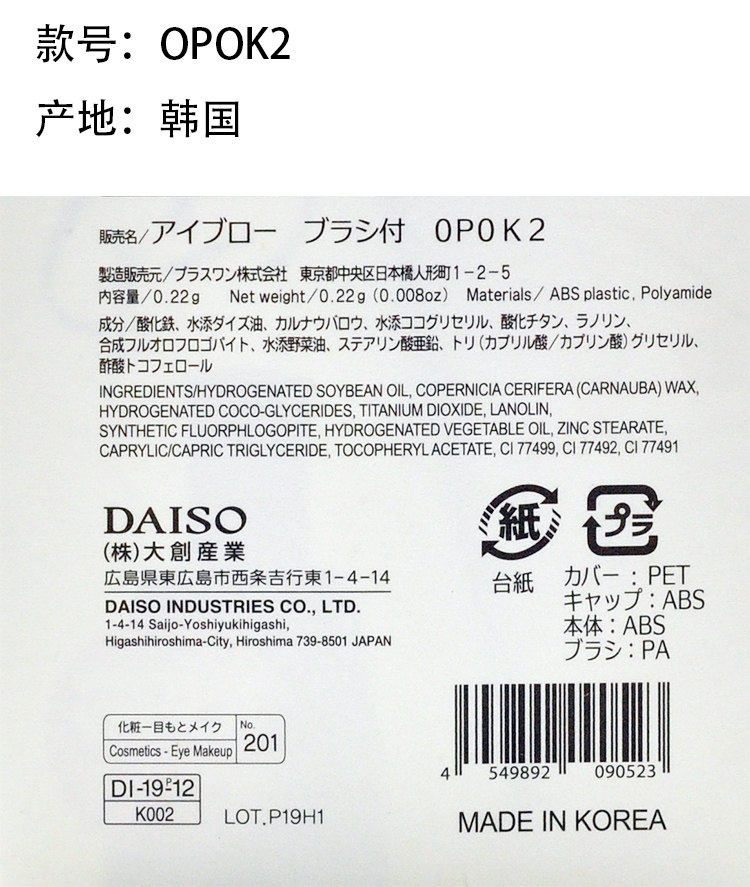 款号：OPOK2
产地：韩国
販売名/アイブロー ブラシ付 OPOK2
製造販売元/プラスワン株式会社 東京都中央区日本橋人形町1-2-5
内容量/0.22g Net weight/0.22g (0.008oz) Materials/ ABS plastic, Polyamide
成分/酸化鉄、水添ダイズ油、カルナウバロウ、水添ココグリセリル、酸化チタン、ラノリン、
合成フルオロフロゴパイト、水添野菜油、ステアリン酸亜鉛、トリ(カプリル酸/カプリン酸)グリセリル、
酢酸トコフェロール
INGREDIENTS/HYDROGENATED SOYBEAN OIL, COPERNICIA CERIFERA (CARNAUBA) WAX,
HYDROGENATED COCO-GLYCERIDES, TITANIUM DIOXIDE, LANOLIN,
SYNTHETIC FLUORPHLOGOPITE, HYDROGENATED VEGETABLE OIL, ZINC STEARATE,
CAPRYLIC/CAPRIC TRIGLYCERIDE, TOCOPHERYL ACETATE, CI 77499, CI 77492, CI 77491
DAISO
(株)大創産業
広島県東広島市西条吉行東1-4-14
DAISO INDUSTRIES CO., LTD.
1-4-14 Saijo-Yoshiyukihigashi,
Higashihiroshima-City, Hiroshima 739-8501 JAPAN
紙
台紙
プラ
カバー：PET
キャップ：ABS
本体：ABS
ブラシ：PA
化粧ー目もとメイク
Cosmetics - Eye Makeup
No.
201
DI-19-P-12
K002
LOT.P19H1
4 549892 090523
MADE IN KOREA